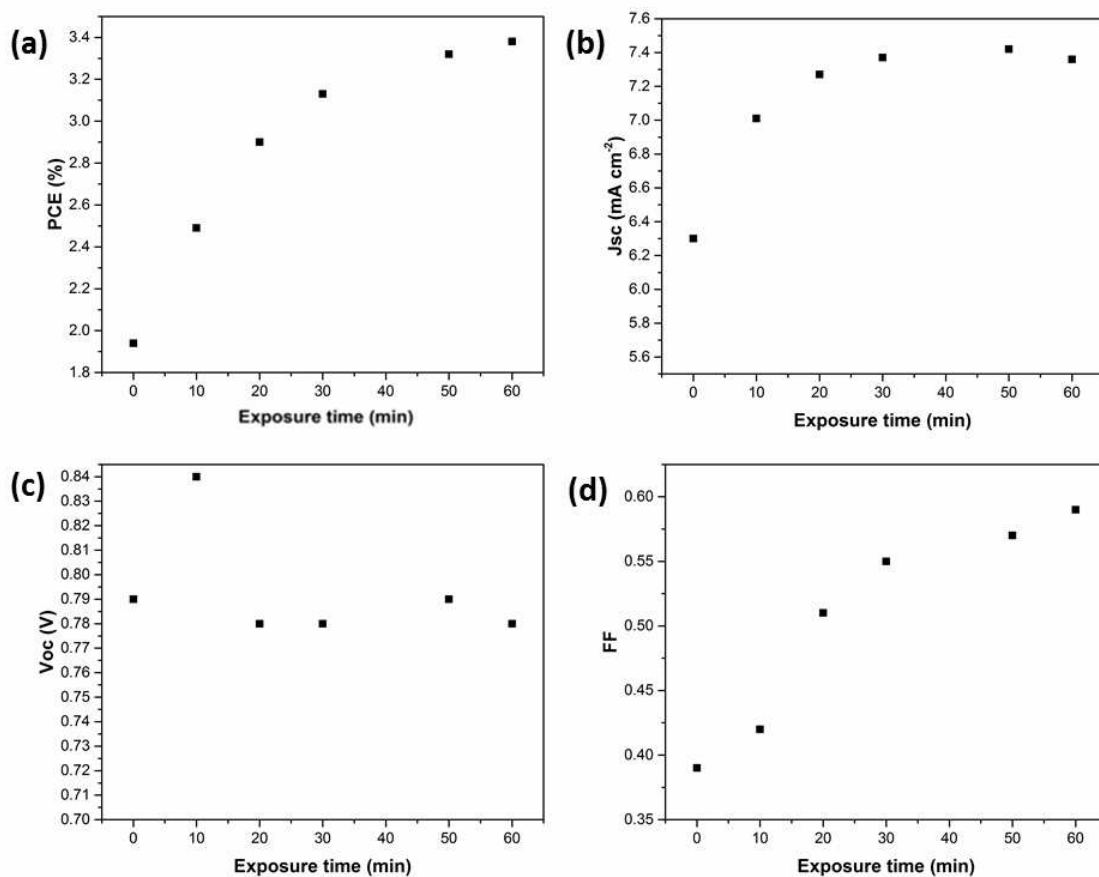 (a)
PCE (%)
3.4
3.2
3.0
2.8
2.6
2.4
2.2
2.0
1.8
0 10 20 30 40 50 60
Exposure time (min)
(b)
Jsc (mA cm⁻²)
7.6
7.4
7.2
7.0
6.8
6.6
6.4
6.2
6.0
5.8
5.6
0 10 20 30 40 50 60
Exposure time (min)
(c)
Voc (V)
0.84
0.83
0.82
0.81
0.80
0.79
0.78
0.77
0.76
0.75
0.74
0.73
0.72
0.71
0.70
0 10 20 30 40 50 60
Exposure time (min)
(d)
FF
0.60
0.55
0.50
0.45
0.40
0.35
0 10 20 30 40 50 60
Exposure time (min)